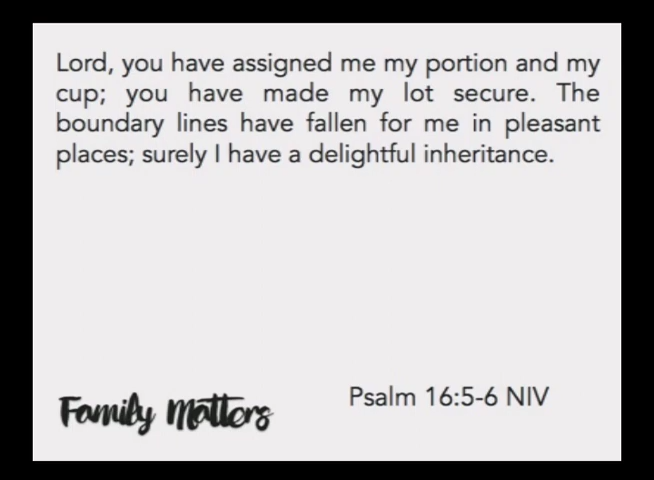 Lord, you have assigned me my portion and my
cup; you have made my lot secure. The
boundary lines have fallen for me in pleasant
places; surely I have a delightful inheritance.
Family Matters
Psalm 16:5-6 NIV